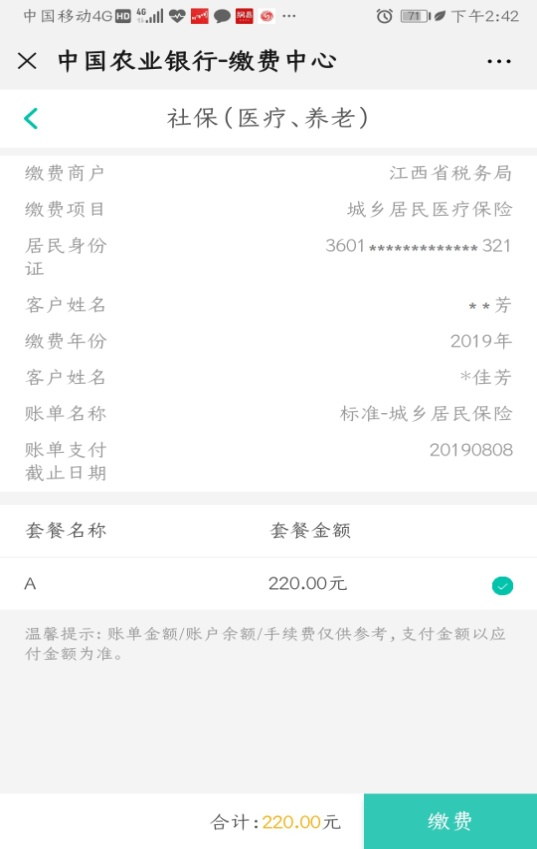 中国移动4G HD 4G 71 下午2:42
中国农业银行-缴费中心
社保(医疗、养老)
缴费商户 江西省税务局
缴费项目 城乡居民医疗保险
居民身份证 3601*************321
客户姓名 **芳
缴费年份 2019年
客户姓名 *佳芳
账单名称 标准-城乡居民保险
账单支付截止日期 20190808
套餐名称 套餐金额
A 220.00元
温馨提示: 账单金额/账户余额/手续费仅供参考,支付金额以应
付金额为准。
合计:220.00元 缴费